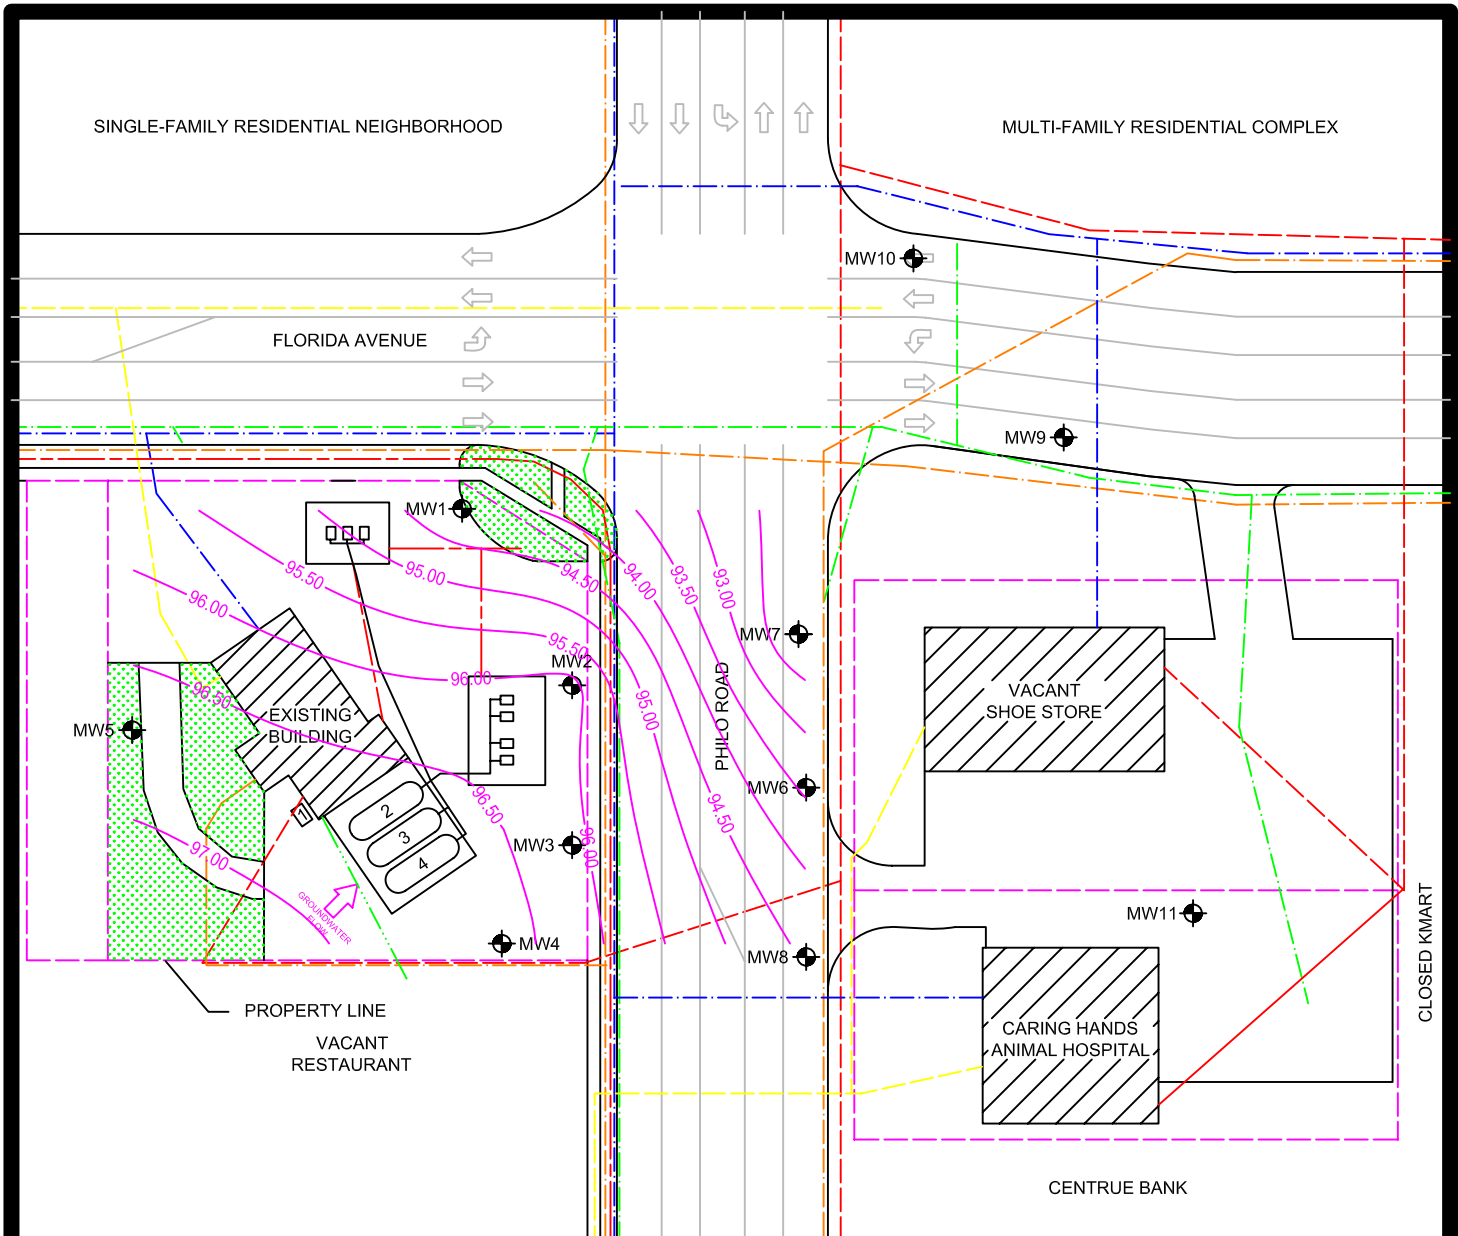 SINGLE-FAMILY RESIDENTIAL NEIGHBORHOOD
MULTI-FAMILY RESIDENTIAL COMPLEX
MW10
FLORIDA AVENUE
MW9
MW1
95.50
95.00
94.50
94.00
93.50
93.00
96.00
MW7
95.50
MW2
96.00
96.50
95.00
PHILO ROAD
VACANT
SHOE STORE
EXISTING
BUILDING
MW5
MW6
96.50
94.50
1
2
3
4
MW3
96.00
97.00
GROUNDWATER
FLOW
MW4
MW8
MW11
CLOSED KMART
PROPERTY LINE
VACANT
RESTAURANT
CARING HANDS
ANIMAL HOSPITAL
CENTRUE BANK